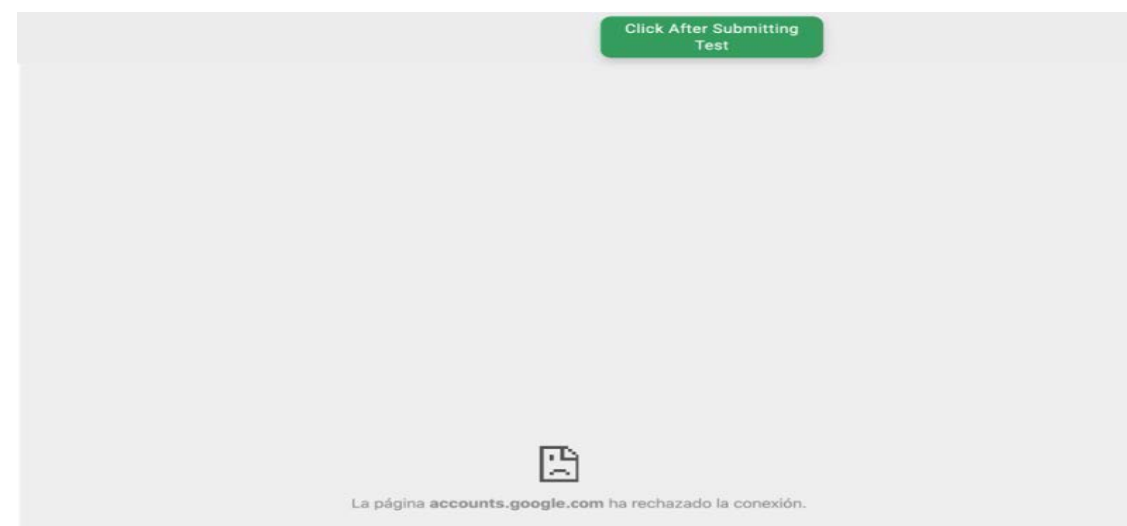 Click After Submitting
Test
La página accounts.google.com ha rechazado la conexión.